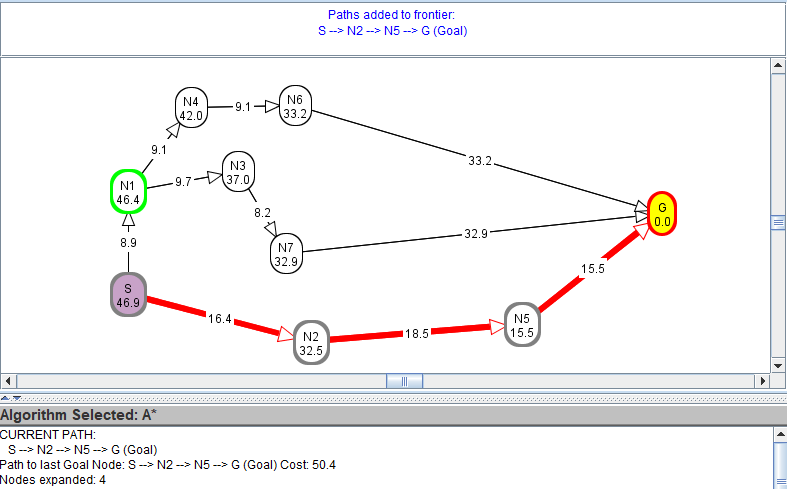 Paths added to frontier:
S --> N2 --> N5 --> G (Goal)
N4
42.0
9.1
N6
33.2
9.1
33.2
N3
37.0
9.7
N1
46.4
8.2
G
0.0
8.9
N7
32.9
32.9
15.5
S
46.9
16.4
N5
15.5
18.5
N2
32.5
Algorithm Selected: A*
CURRENT PATH:
S --> N2 --> N5 --> G (Goal)
Path to last Goal Node: S --> N2 --> N5 --> G (Goal) Cost: 50.4
Nodes expanded: 4